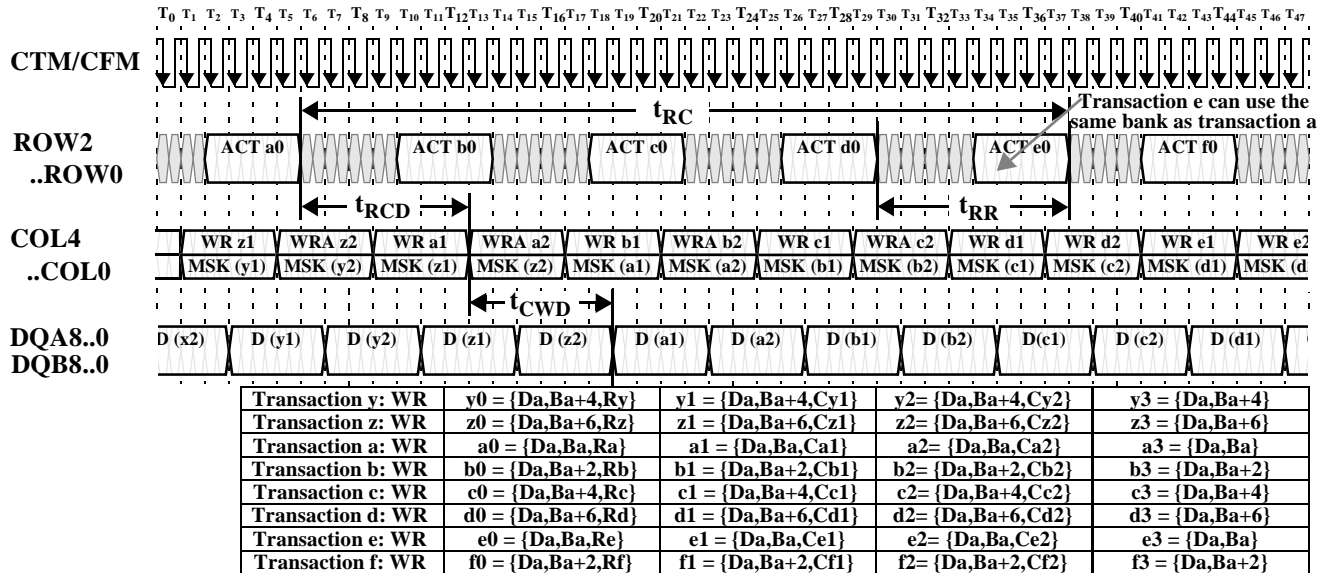 T0 T1 T2 T3 T4 T5 T6 T7 T8 T9 T10 T11 T12 T13 T14 T15 T16 T17 T18 T19 T20 T21 T22 T23 T24 T25 T26 T27 T28 T29 T30 T31 T32 T33 T34 T35 T36 T37 T38 T39 T40 T41 T42 T43 T44 T45 T46 T47
CTM/CFM
tRC
Transaction e can use the
same bank as transaction a
ROW2
..ROW0
ACT a0 ACT b0 ACT c0 ACT d0 ACT e0 ACT f0
tRCD tRR
COL4
..COL0
WR z1 WRA z2 WR a1 WRA a2 WR b1 WRA b2 WR c1 WRA c2 WR d1 WR d2 WR e1 WR e2
MSK (y1) MSK (y2) MSK (z1) MSK (z2) MSK (a1) MSK (a2) MSK (b1) MSK (b2) MSK (c1) MSK (c2) MSK (d1) MSK (d
tCWD
DQA8..0
DQB8..0
D (x2) D (y1) D (y2) D (z1) D (z2) D (a1) D (a2) D (b1) D (b2) D(c1) D (c2) D (d1)
Transaction y: WR y0 = {Da,Ba+4,Ry} y1 = {Da,Ba+4,Cy1} y2= {Da,Ba+4,Cy2} y3 = {Da,Ba+4}
Transaction z: WR z0 = {Da,Ba+6,Rz} z1 = {Da,Ba+6,Cz1} z2= {Da,Ba+6,Cz2} z3 = {Da,Ba+6}
Transaction a: WR a0 = {Da,Ba,Ra} a1 = {Da,Ba,Ca1} a2= {Da,Ba,Ca2} a3 = {Da,Ba}
Transaction b: WR b0 = {Da,Ba+2,Rb} b1 = {Da,Ba+2,Cb1} b2= {Da,Ba+2,Cb2} b3 = {Da,Ba+2}
Transaction c: WR c0 = {Da,Ba+4,Rc} c1 = {Da,Ba+4,Cc1} c2= {Da,Ba+4,Cc2} c3 = {Da,Ba+4}
Transaction d: WR d0 = {Da,Ba+6,Rd} d1 = {Da,Ba+6,Cd1} d2= {Da,Ba+6,Cd2} d3 = {Da,Ba+6}
Transaction e: WR e0 = {Da,Ba,Re} e1 = {Da,Ba,Ce1} e2= {Da,Ba,Ce2} e3 = {Da,Ba}
Transaction f: WR f0 = {Da,Ba+2,Rf} f1 = {Da,Ba+2,Cf1} f2= {Da,Ba+2,Cf2} f3 = {Da,Ba+2}